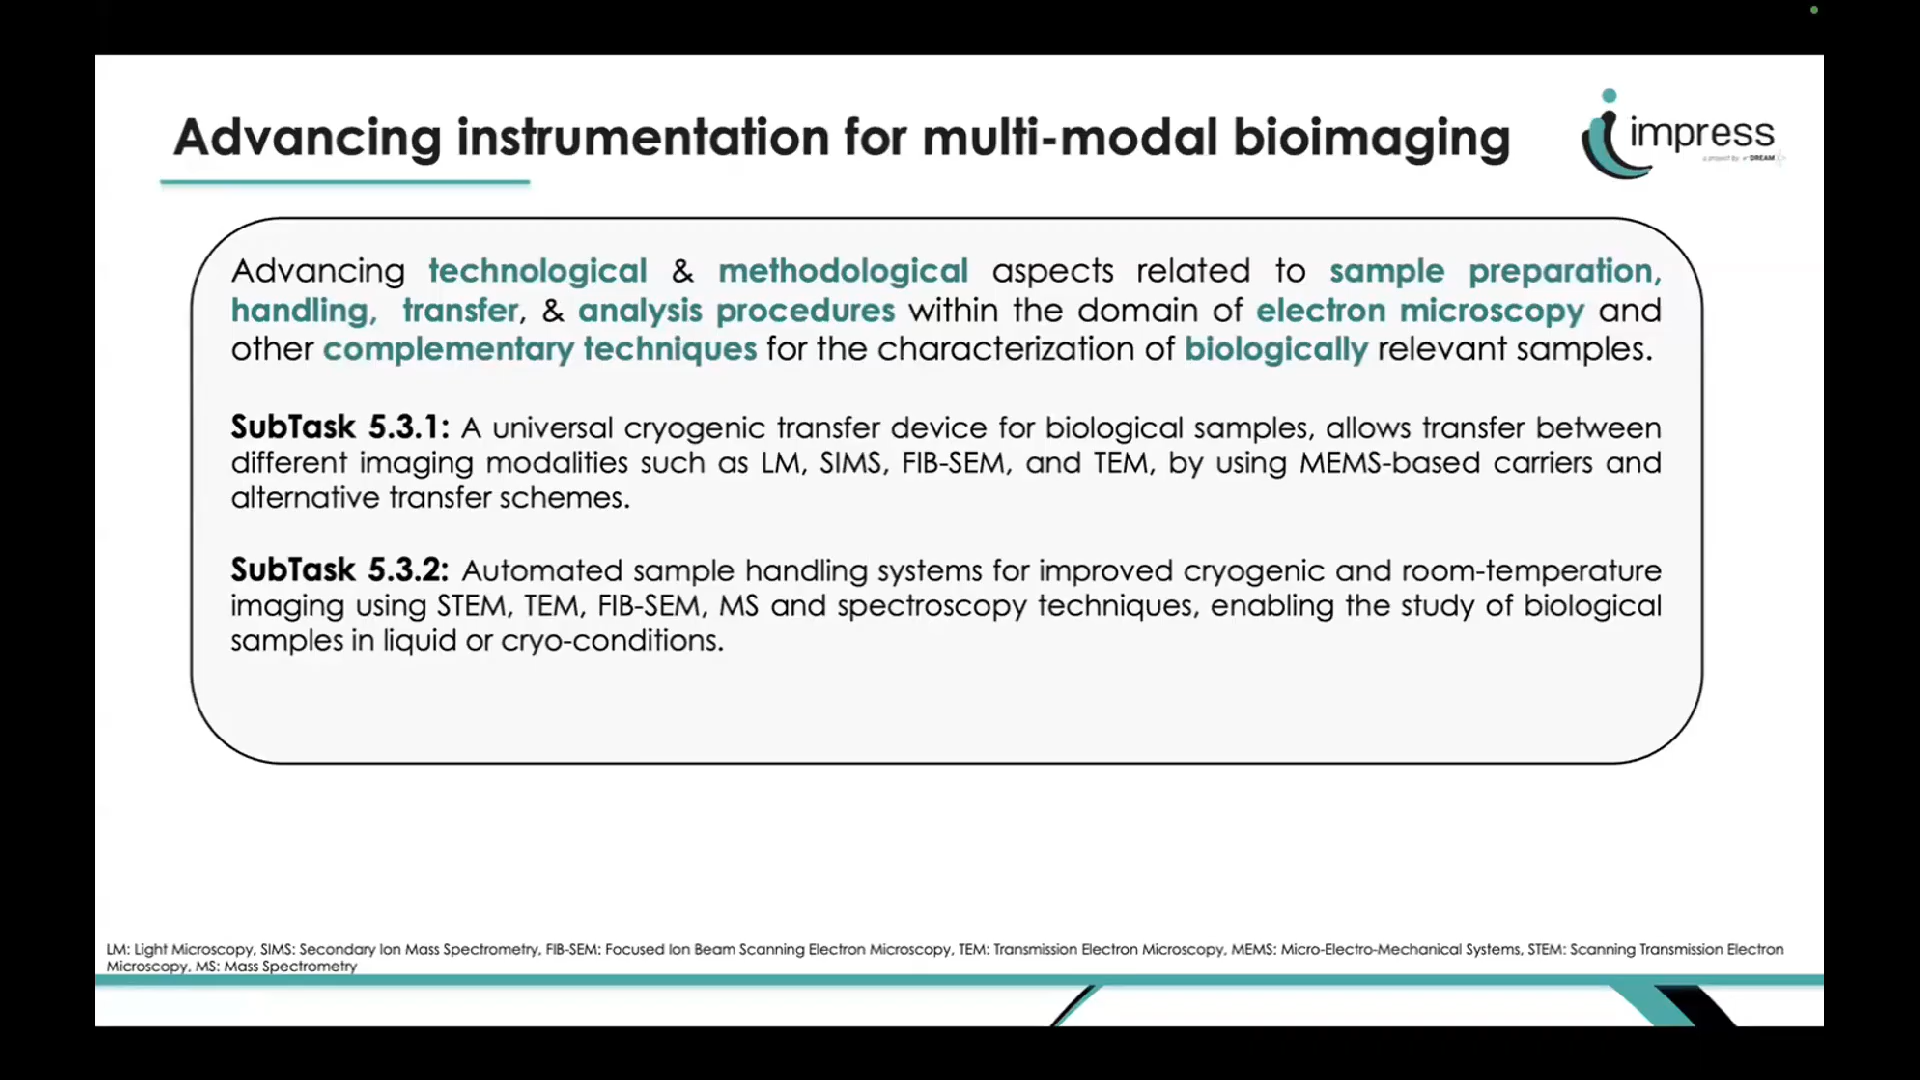 Advancing instrumentation for multi-modal bioimaging
impress
a project by e-DREAM
Advancing technological & methodological aspects related to sample preparation,
handling, transfer, & analysis procedures within the domain of electron microscopy and
other complementary techniques for the characterization of biologically relevant samples.
SubTask 5.3.1: A universal cryogenic transfer device for biological samples, allows transfer between
different imaging modalities such as LM, SIMS, FIB-SEM, and TEM, by using MEMS-based carriers and
alternative transfer schemes.
SubTask 5.3.2: Automated sample handling systems for improved cryogenic and room-temperature
imaging using STEM, TEM, FIB-SEM, MS and spectroscopy techniques, enabling the study of biological
samples in liquid or cryo-conditions.
LM: Light Microscopy, SIMS: Secondary Ion Mass Spectrometry, FIB-SEM: Focused Ion Beam Scanning Electron Microscopy, TEM: Transmission Electron Microscopy, MEMS: Micro-Electro-Mechanical Systems, STEM: Scanning Transmission Electron
Microscopy, MS: Mass Spectrometry